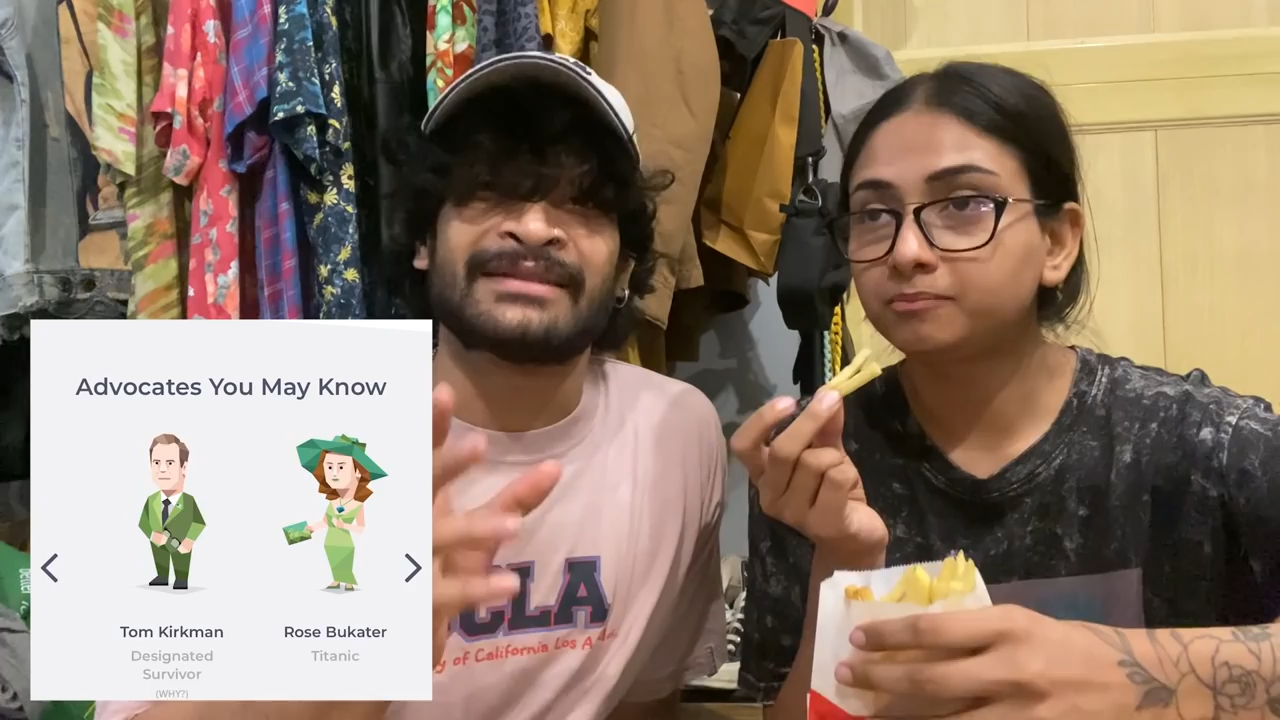 Advocates You May Know
Tom Kirkman
Designated
Survivor
(WHY?)
Rose Bukater
Titanic
CLA
of California Los